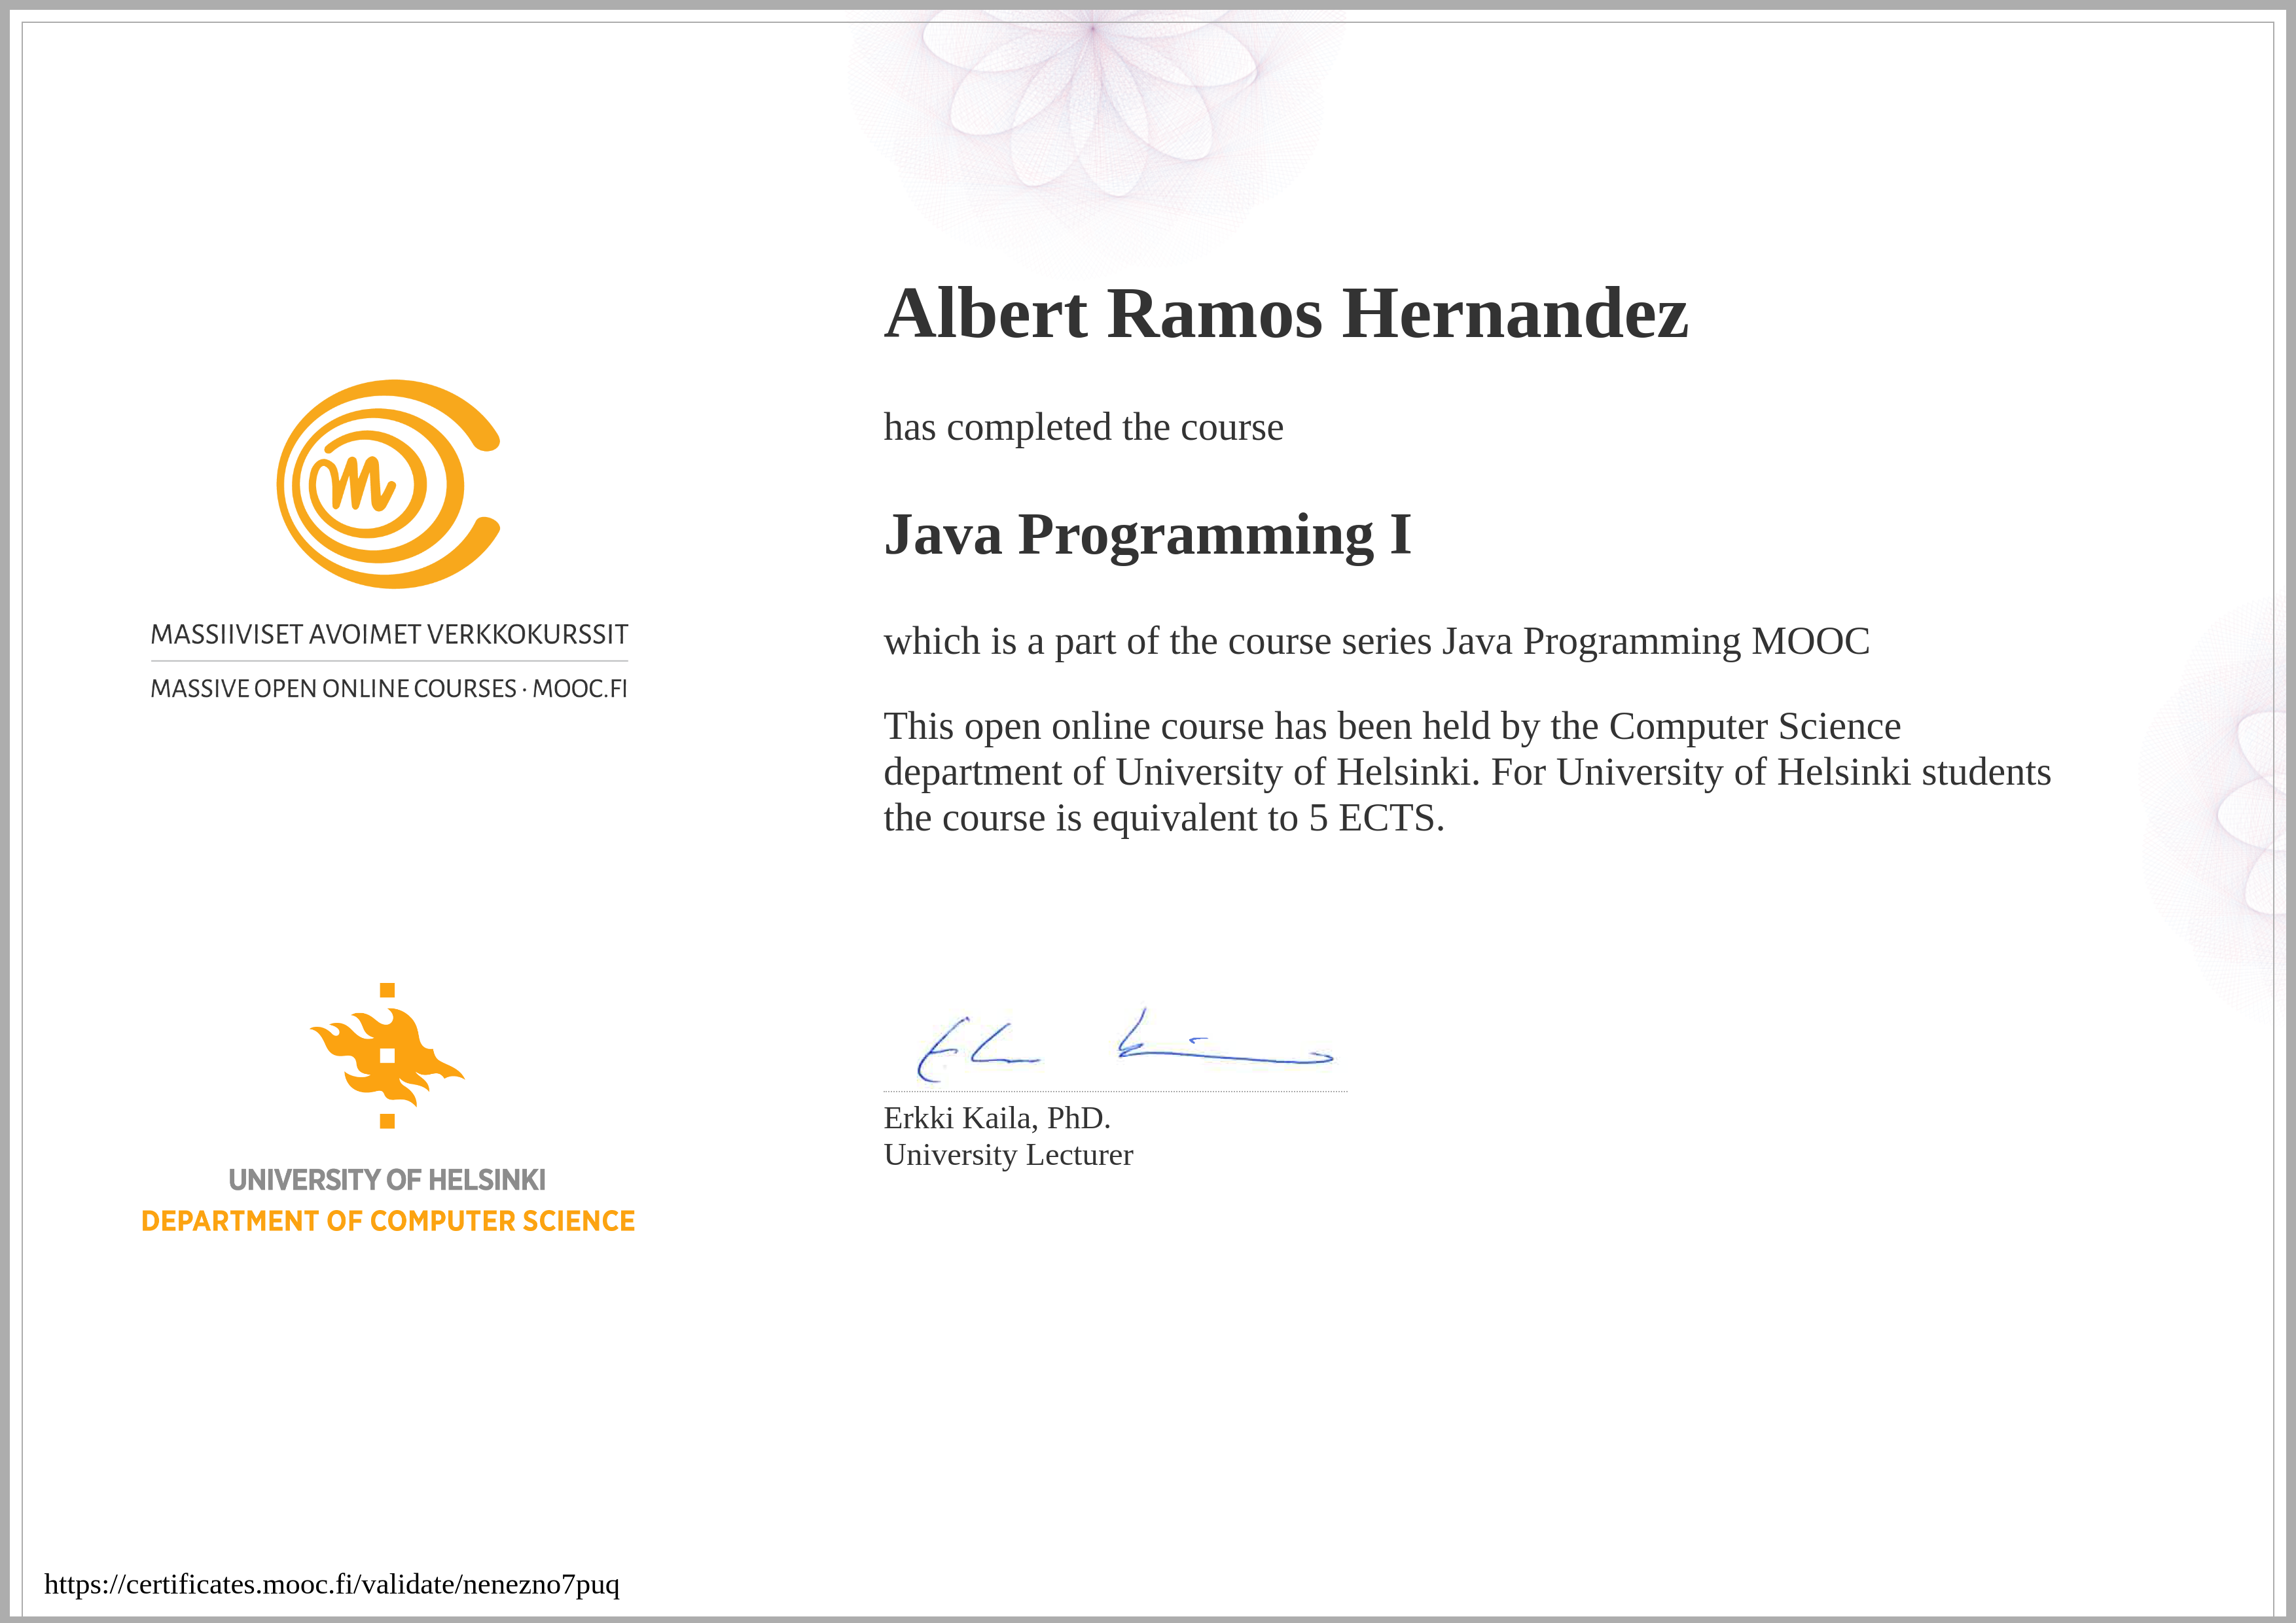 Albert Ramos Hernandez
has completed the course
Java Programming I
which is a part of the course series Java Programming MOOC
This open online course has been held by the Computer Science
department of University of Helsinki. For University of Helsinki students
the course is equivalent to 5 ECTS.
MASSIIVISET AVOIMET VERKKOKURSSIT
MASSIVE OPEN ONLINE COURSES · MOOC.FI
Erkki Kaila, PhD.
University Lecturer
UNIVERSITY OF HELSINKI
DEPARTMENT OF COMPUTER SCIENCE
https://certificates.mooc.fi/validate/nenezno7puq